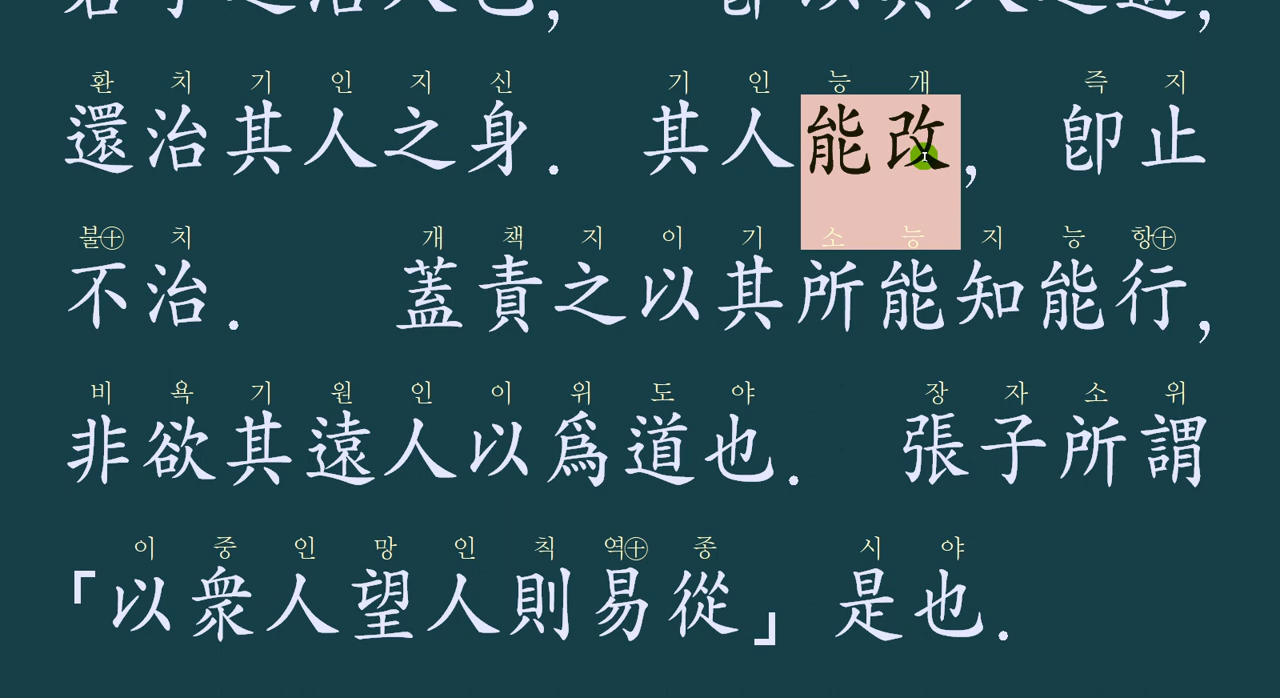 환 치 기 인 지 신 기 인 능 개 즉 지
還治其人之身. 其人能改, 卽止
불㊉ 치 개 책 지 이 기 소 능 지 능 항㊉
不治. 蓋責之以其所能知能行,
비 욕 기 원 인 이 위 도 야 장 자 소 위
非欲其遠人以爲道也. 張子所謂
이 중 인 망 인 칙 역㊉ 종 시 야
「以衆人望人則易從」 是也.